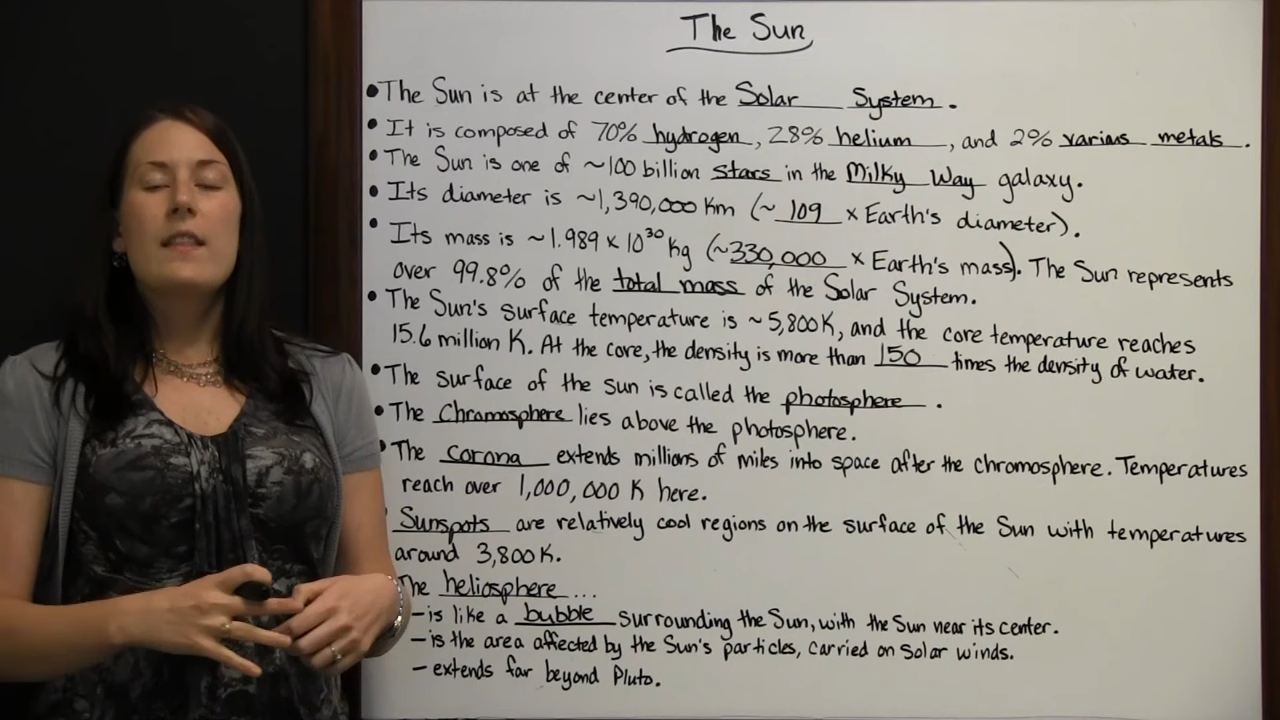 The Sun
• The Sun is at the center of the Solar System.
• It is composed of 70% hydrogen, 28% helium, and 2% various metals.
• The Sun is one of ~100 billion stars in the Milky Way galaxy.
• Its diameter is ~1,390,000 km (~ 109 × Earth's diameter).
• Its mass is ~1.989 × 10³⁰ kg (~330,000 × Earth's mass). The Sun represents
over 99.8% of the total mass of the Solar System.
• The Sun's surface temperature is ~5,800K, and the core temperature reaches
15.6 million K. At the core, the density is more than 150 times the density of water.
• The surface of the sun is called the photosphere.
• The Chromosphere lies above the photosphere.
• The corona extends millions of miles into space after the chromosphere. Temperatures
reach over 1,000,000 K here.
Sunspots are relatively cool regions on the surface of the Sun with temperatures
around 3,800K.
The heliosphere...
– is like a bubble surrounding the Sun, with the Sun near its center.
– is the area affected by the Sun's particles, carried on solar winds.
– extends far beyond Pluto.